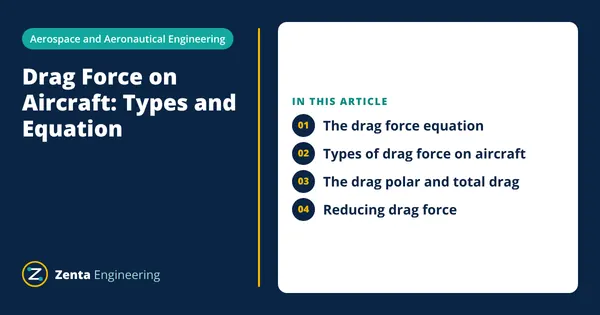 Aerospace and Aeronautical Engineering
Drag Force on
Aircraft: Types and
Equation
Zenta Engineering
IN THIS ARTICLE
01 The drag force equation
02 Types of drag force on aircraft
03 The drag polar and total drag
04 Reducing drag force